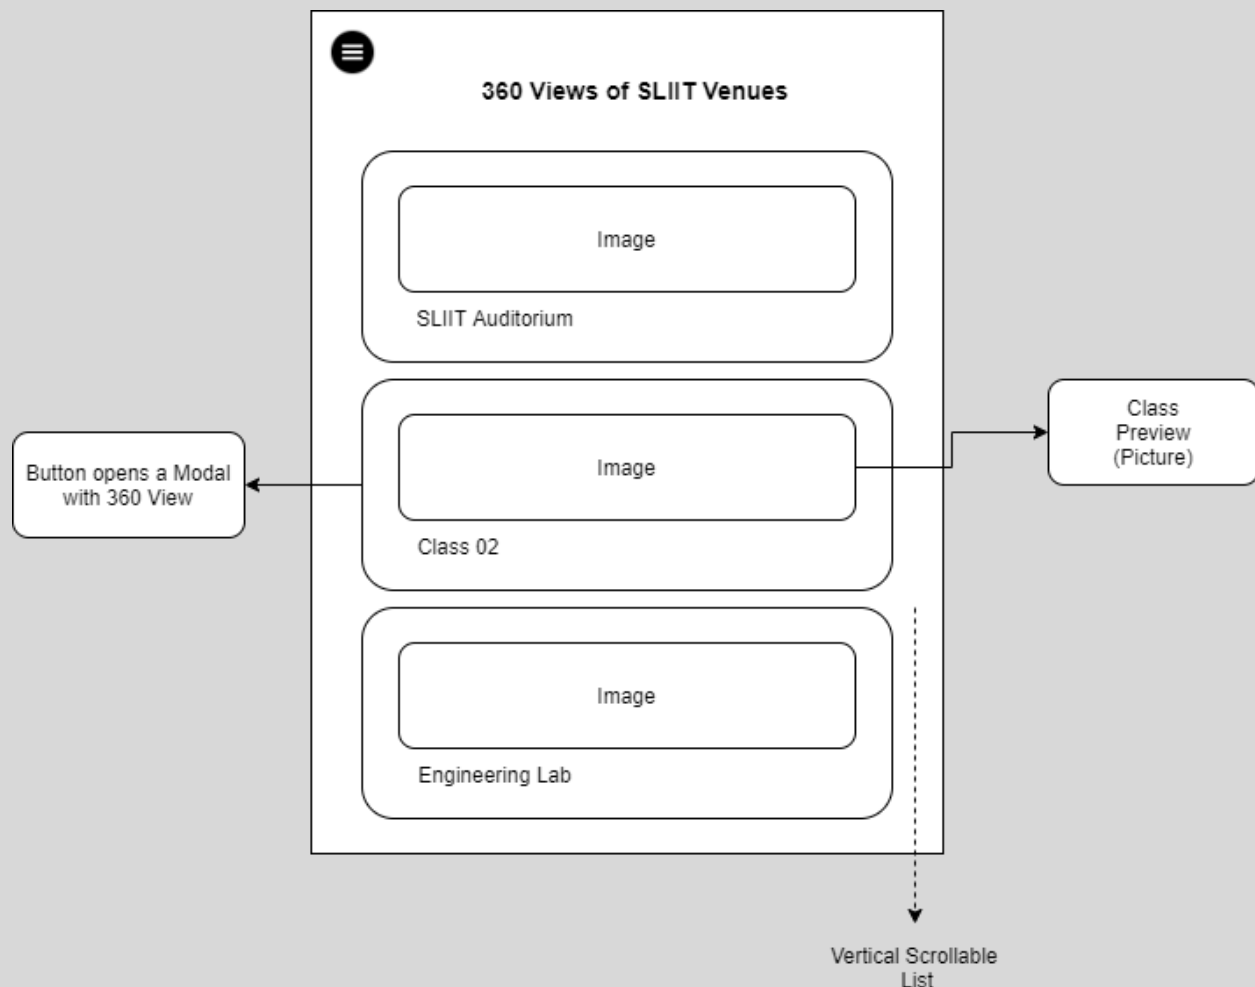 360 Views of SLIIT Venues
Image
SLIIT Auditorium
Image
Class 02
Image
Engineering Lab
Button opens a Modal
with 360 View
Class
Preview
(Picture)
Vertical Scrollable
List